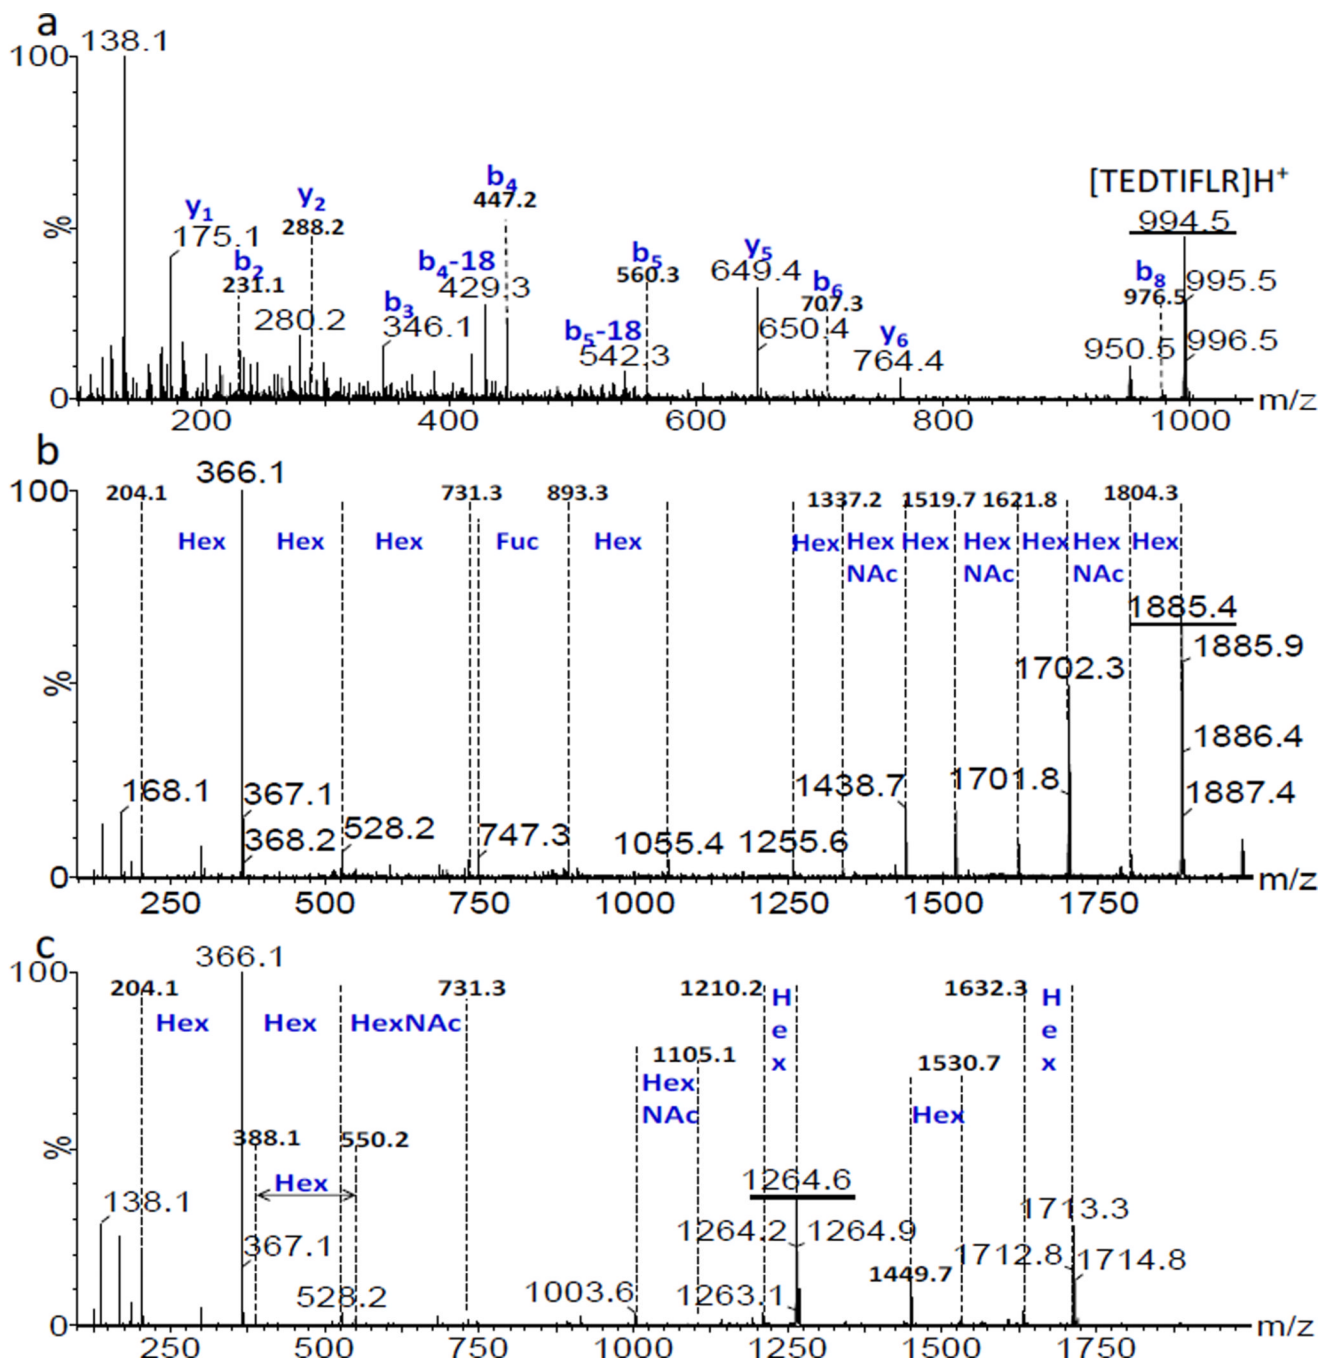 a
138.1
100
[TEDTIFLR]H⁺
b₄
447.2
994.5
y₁
175.1
y₂
288.2
b₂
231.1
b₄-18
429.3
b₅
560.3
y₅
649.4
b₆
707.3
b₈
976.5
995.5
%
280.2
b₃
346.1
b₅-18
542.3
650.4
y₆
764.4
950.5
996.5
0
200
400
600
800
1000
m/z
b
366.1
100
204.1
731.3
893.3
1337.2
1519.7
1621.8
1804.3
Hex
Hex
Hex
Fuc
Hex
Hex
Hex
NAc
Hex
Hex
NAc
Hex
Hex
NAc
Hex
1885.4
1885.9
1702.3
%
1886.4
168.1
367.1
1438.7
1701.8
1887.4
368.2
528.2
747.3
1055.4
1255.6
0
250
500
750
1000
1250
1500
1750
m/z
c
366.1
100
204.1
731.3
1210.2
H
e
x
1632.3
H
e
x
Hex
Hex
HexNAc
1105.1
1530.7
Hex
NAc
Hex
%
388.1
550.2
Hex
1264.6
138.1
1713.3
367.1
1264.2
1264.9
1712.8
1714.8
528.2
1003.6
1263.1
1449.7
0
250
500
750
1000
1250
1500
1750
m/z